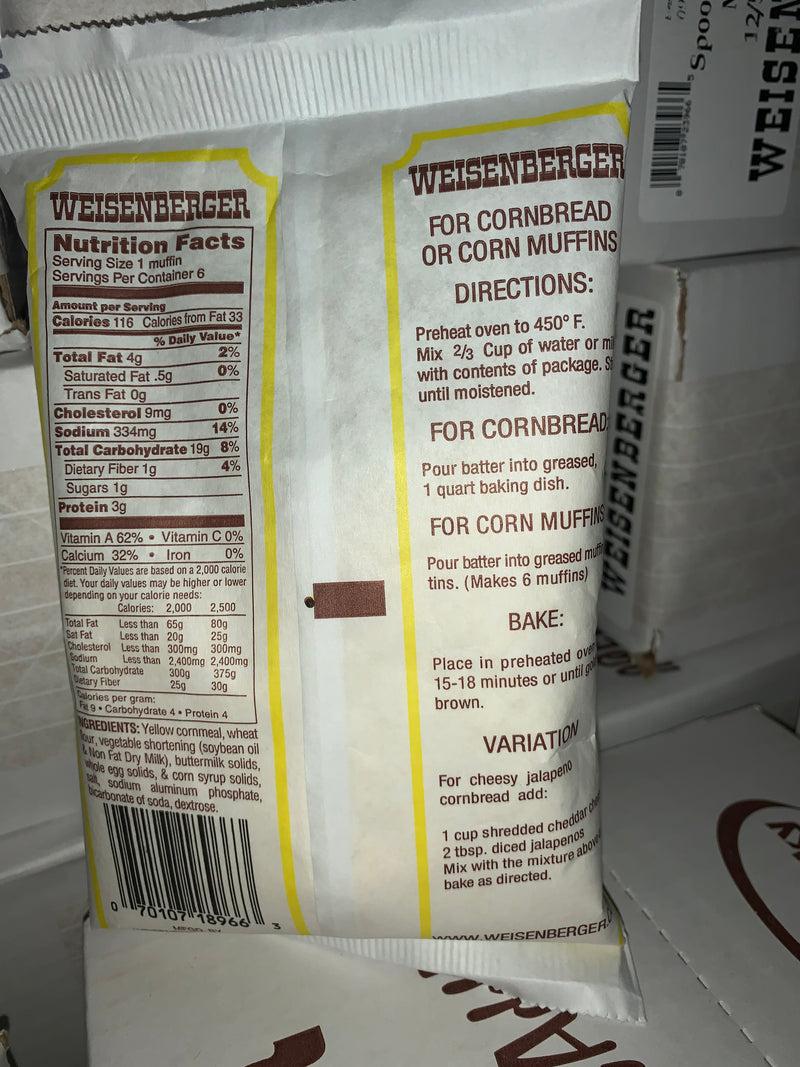 WEISENBERGER
Nutrition Facts
Serving Size 1 muffin
Servings Per Container 6
Amount per Serving
Calories 116 Calories from Fat 33
% Daily Value*
Total Fat 4g 2%
Saturated Fat .5g 0%
Trans Fat 0g
Cholesterol 9mg 0%
Sodium 334mg 14%
Total Carbohydrate 19g 8%
Dietary Fiber 1g 4%
Sugars 1g
Protein 3g
Vitamin A 62% • Vitamin C 0%
Calcium 32% • Iron 0%
*Percent Daily Values are based on a 2,000 calorie
diet. Your daily values may be higher or lower
depending on your calorie needs:
Calories: 2,000 2,500
Total Fat Less than 65g 80g
Sat Fat Less than 20g 25g
Cholesterol Less than 300mg 300mg
Sodium Less than 2,400mg 2,400mg
Total Carbohydrate 300g 375g
Dietary Fiber 25g 30g
Calories per gram:
Fat 9 • Carbohydrate 4 • Protein 4
INGREDIENTS: Yellow cornmeal, wheat
flour, vegetable shortening (soybean oil
& Non Fat Dry Milk), buttermilk solids,
whole egg solids, & corn syrup solids,
salt, sodium aluminum phosphate,
bicarbonate of soda, dextrose.
0 70107 18966 3
MFGD BY
WEISENBERGER
FOR CORNBREAD
OR CORN MUFFINS
DIRECTIONS:
Preheat oven to 450° F.
Mix 2/3 Cup of water or mi
with contents of package. St
until moistened.
FOR CORNBREAD:
Pour batter into greased,
1 quart baking dish.
FOR CORN MUFFINS
Pour batter into greased muffin
tins. (Makes 6 muffins)
BAKE:
Place in preheated oven
15-18 minutes or until gol
brown.
VARIATION
For cheesy jalapeno
cornbread add:
1 cup shredded cheddar chee
2 tbsp. diced jalapenos
Mix with the mixture above
bake as directed.
WWW.WEISENBERGER.
Spoo
12/
WEISEN
WEISENBERGER